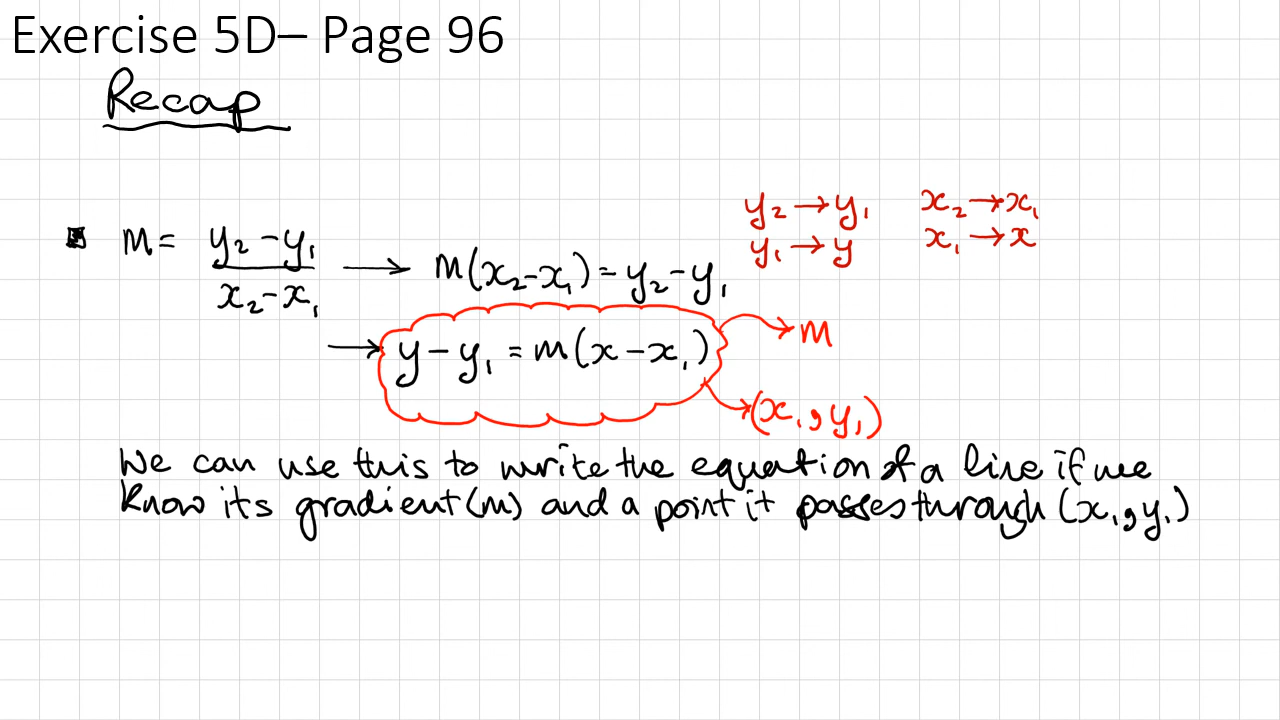 Exercise 5D– Page 96
Recap
y₂ → y₁ x₂ → x₁
y₁ → y x₁ → x
m = (y₂ - y₁)/(x₂ - x₁) → m(x₂ - x₁) = y₂ - y₁
→ y - y₁ = m(x - x₁) → m
→ (x₁, y₁)
We can use this to write the equation of a line if we
know its gradient (m) and a point it passes through (x₁, y₁)